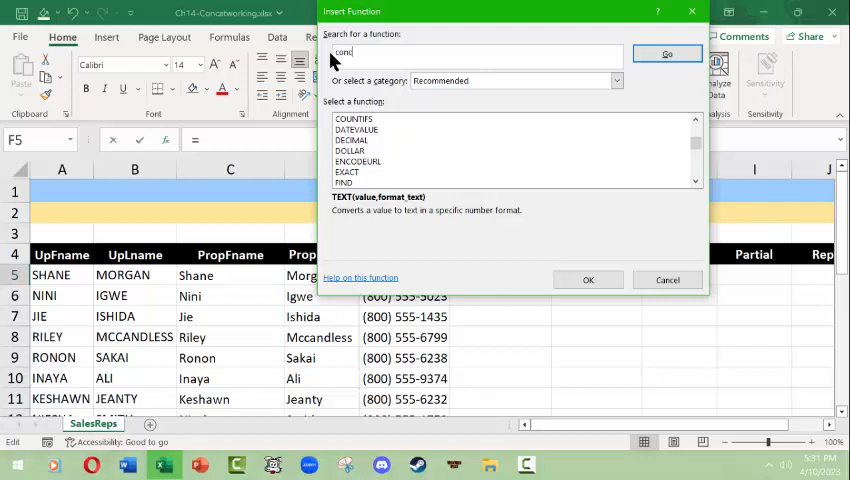 Ch14-Concatworking.xlsx
Insert Function
? ×
File Home Insert Page Layout Formulas
Comments Share
Paste
Calibri 14
B I U
Clipboard Font Alignment
Analyze Data
Sensitivity
Analysis Sensitivity
Search for a function:
conc
Go
Or select a category: Recommended
Select a function:
COUNTIFS
DATEVALUE
DECIMAL
DOLLAR
ENCODEURL
EXACT
FIND
TEXT(value,format_text)
Converts a value to text in a specific number format.
Help on this function
OK Cancel
F5 =
A B C I J
1
2
3
4 UpFname UpLname PropFname Prop Partial Rep
5 SHANE MORGAN Shane Morg
6 NINI IGWE Nini Igwe (800) 555-5023
7 JIE ISHIDA Jie Ishida (800) 555-1435
8 RILEY MCCANDLESS Riley Mccandless (800) 555-6799
9 RONON SAKAI Ronon Sakai (800) 555-6238
10 INAYA ALI Inaya Ali (800) 555-9374
11 KESHAWN JEANTY Keshawn Jeanty (800) 555-6232
SalesReps
Edit Accessibility: Good to go 100%
zoom
5:31 PM
4/10/2023